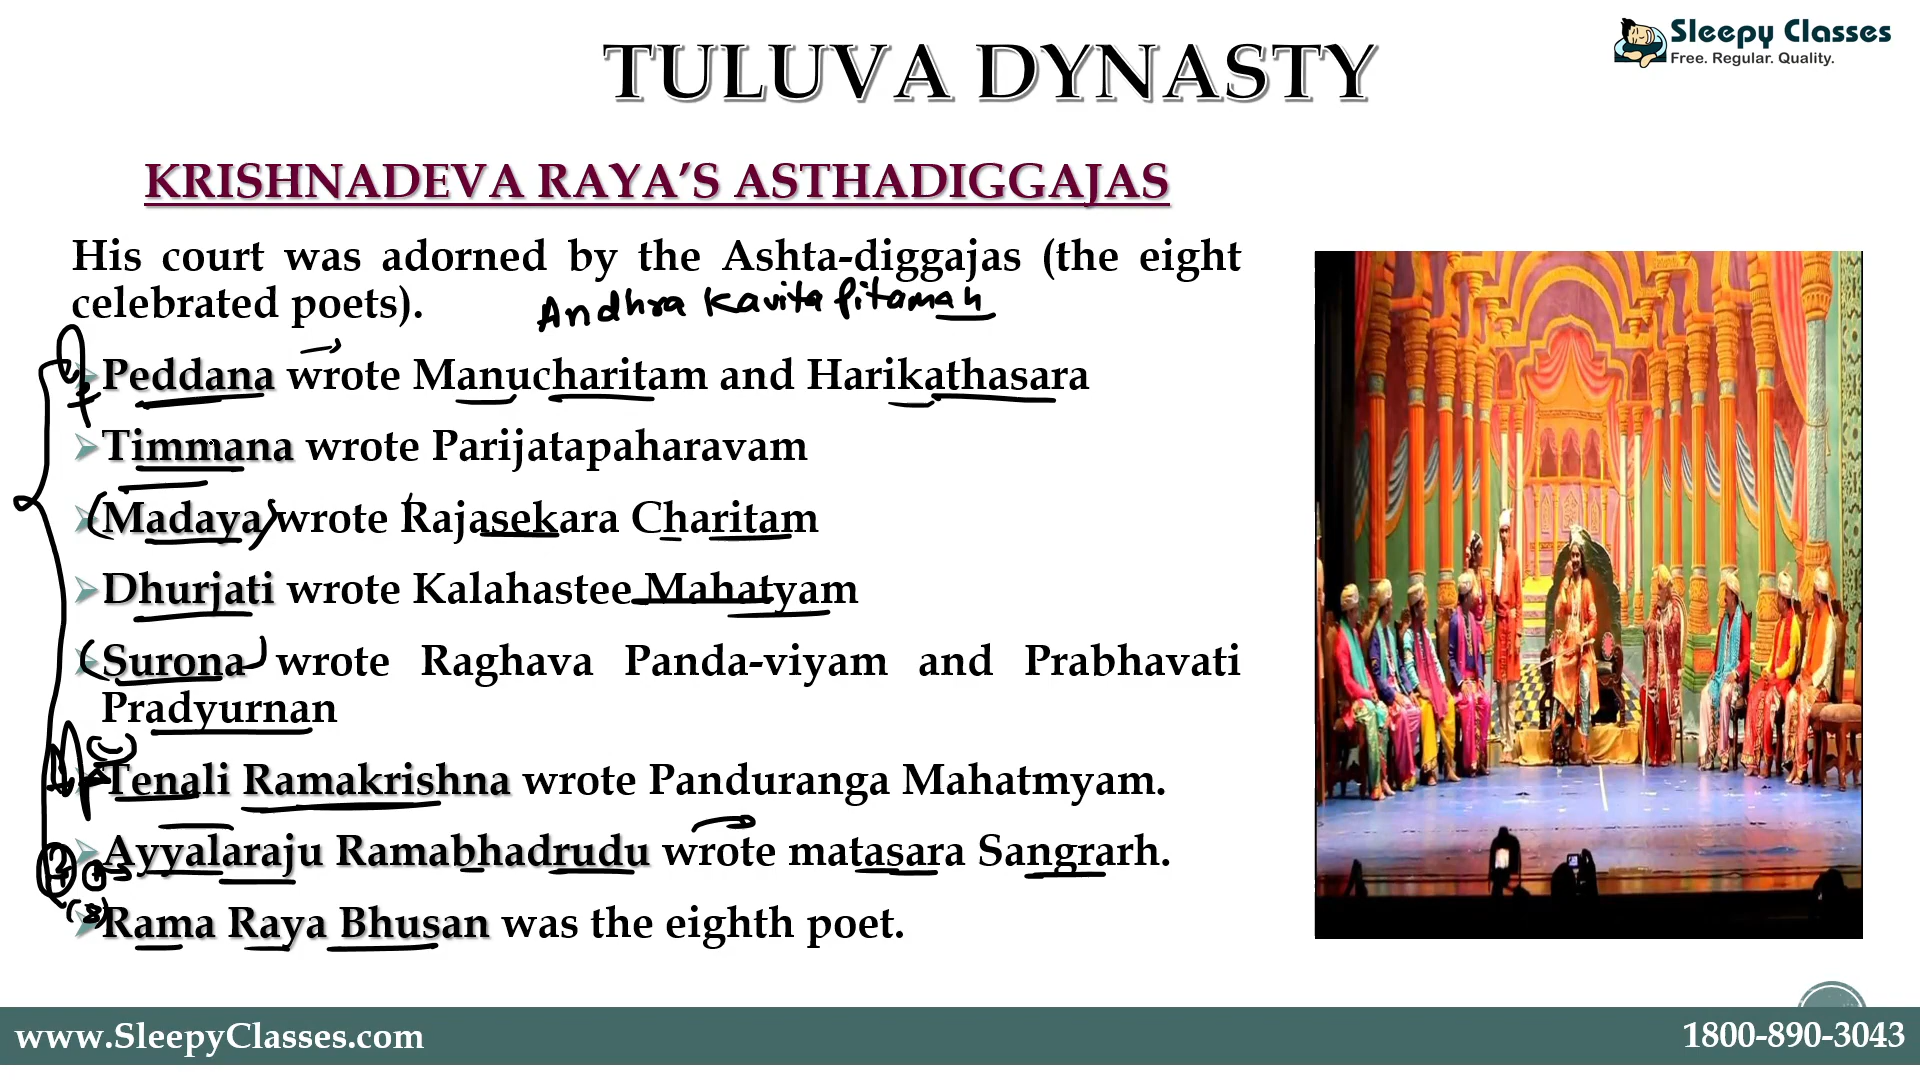 Sleepy Classes
Free. Regular. Quality.
TULUVA DYNASTY
KRISHNADEVA RAYA'S ASTHADIGGAJAS
His court was adorned by the Ashta-diggajas (the eight
celebrated poets).
Andhra Kavita Pitamah
Peddana wrote Manucharitam and Harikathasara
Timmana wrote Parijatapaharavam
Madaya wrote Rajasekara Charitam
Dhurjati wrote Kalahastee Mahatyam
Surona wrote Raghava Panda-viyam and Prabhavati
Pradyurnan
Tenali Ramakrishna wrote Panduranga Mahatmyam.
Ayyalaraju Ramabhadrudu wrote matasara Sangrarh.
Rama Raya Bhusan was the eighth poet.
www.SleepyClasses.com
1800-890-3043